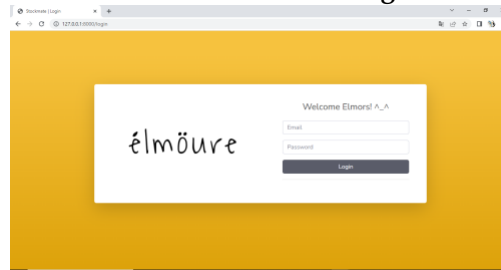 Stockmate | Login
127.0.0.1:8000/login
Welcome Elmors! ^_^
élmöure
Email
Password
Login